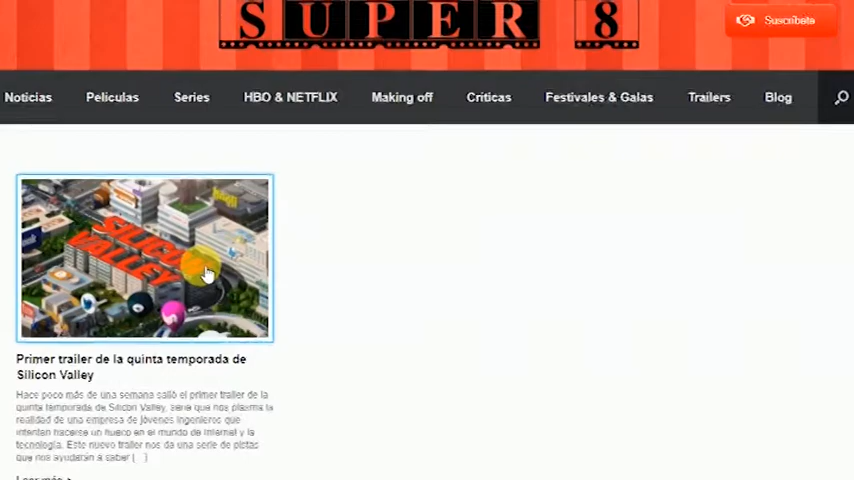 SUPER 8
Suscríbete
Noticias Peliculas Series HBO & NETFLIX Making off Criticas Festivales & Galas Trailers Blog
SILICON
VALLEY
Primer trailer de la quinta temporada de
Silicon Valley
Hace poco más de una semana salió el primer trailer de la
quinta temporada de Silicon Valley, serie que nos plasma la
realidad de una empresa de jóvenes ingenieros que
intentan hacerse un hueco en el mundo de Internet y la
tecnología. Este nuevo trailer nos da una serie de pistas
que nos ayudarán a saber [...]
Leer más